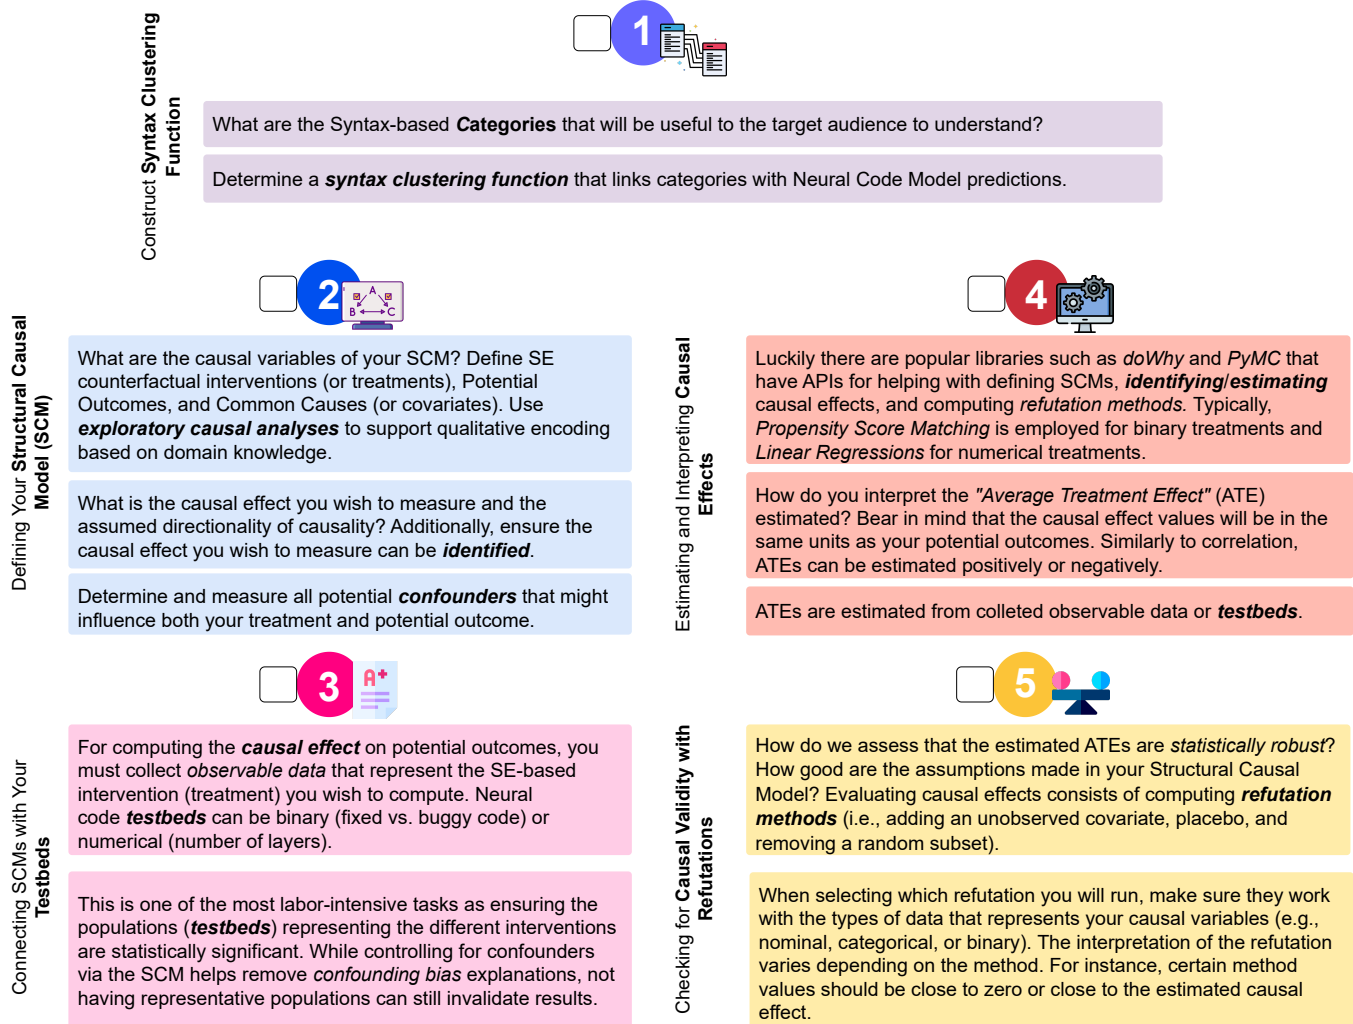 1
Construct Syntax Clustering
Function
What are the Syntax-based Categories that will be useful to the target audience to understand?
Determine a syntax clustering function that links categories with Neural Code Model predictions.
2
A
B
C
Defining Your Structural Causal
Model (SCM)
What are the causal variables of your SCM? Define SE
counterfactual interventions (or treatments), Potential
Outcomes, and Common Causes (or covariates). Use
exploratory causal analyses to support qualitative encoding
based on domain knowledge.
What is the causal effect you wish to measure and the
assumed directionality of causality? Additionally, ensure the
causal effect you wish to measure can be identified.
Determine and measure all potential confounders that might
influence both your treatment and potential outcome.
3
A+
Connecting SCMs with Your
Testbeds
For computing the causal effect on potential outcomes, you
must collect observable data that represent the SE-based
intervention (treatment) you wish to compute. Neural
code testbeds can be binary (fixed vs. buggy code) or
numerical (number of layers).
This is one of the most labor-intensive tasks as ensuring the
populations (testbeds) representing the different interventions
are statistically significant. While controlling for confounders
via the SCM helps remove confounding bias explanations, not
having representative populations can still invalidate results.
4
Estimating and Interpreting Causal
Effects
Luckily there are popular libraries such as doWhy and PyMC that
have APIs for helping with defining SCMs, identifying/estimating
causal effects, and computing refutation methods. Typically,
Propensity Score Matching is employed for binary treatments and
Linear Regressions for numerical treatments.
How do you interpret the "Average Treatment Effect" (ATE)
estimated? Bear in mind that the causal effect values will be in the
same units as your potential outcomes. Similarly to correlation,
ATEs can be estimated positively or negatively.
ATEs are estimated from colleted observable data or testbeds.
5
Checking for Causal Validity with
Refutations
How do we assess that the estimated ATEs are statistically robust?
How good are the assumptions made in your Structural Causal
Model? Evaluating causal effects consists of computing refutation
methods (i.e., adding an unobserved covariate, placebo, and
removing a random subset).
When selecting which refutation you will run, make sure they work
with the types of data that represents your causal variables (e.g.,
nominal, categorical, or binary). The interpretation of the refutation
varies depending on the method. For instance, certain method
values should be close to zero or close to the estimated causal
effect.